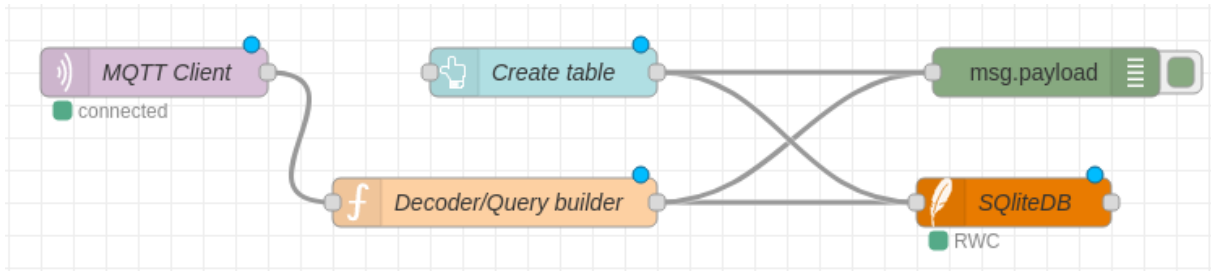 MQTT Client
Create table
msg.payload
connected
Decoder/Query builder
SQliteDB
RWC